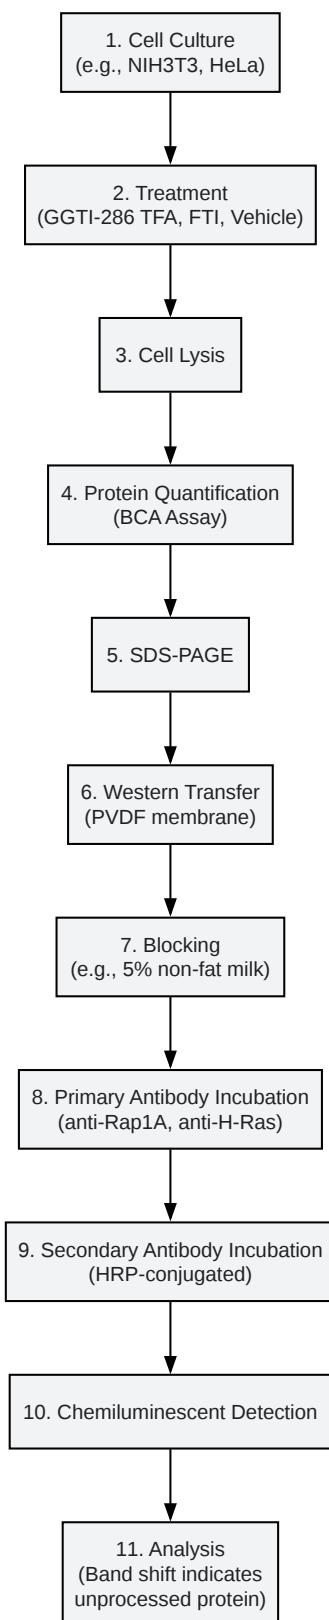 1. Cell Culture
(e.g., NIH3T3, HeLa)
2. Treatment
(GGTI-286 TFA, FTI, Vehicle)
3. Cell Lysis
4. Protein Quantification
(BCA Assay)
5. SDS-PAGE
6. Western Transfer
(PVDF membrane)
7. Blocking
(e.g., 5% non-fat milk)
8. Primary Antibody Incubation
(anti-Rap1A, anti-H-Ras)
9. Secondary Antibody Incubation
(HRP-conjugated)
10. Chemiluminescent Detection
11. Analysis
(Band shift indicates
unprocessed protein)